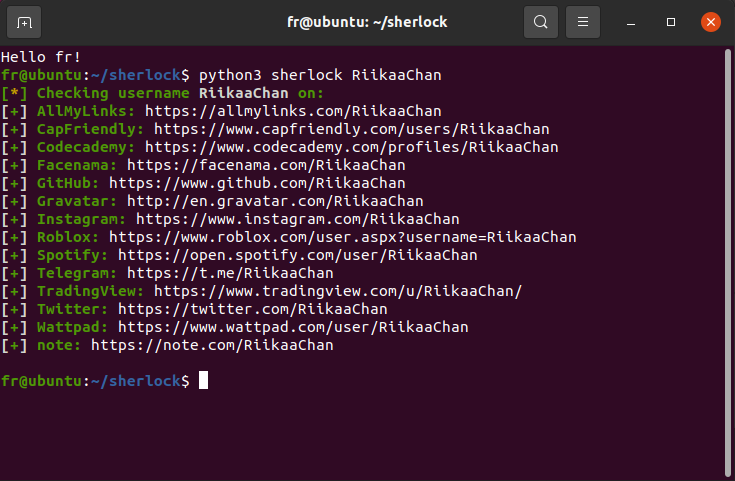 fr@ubuntu: ~/sherlock
Hello fr!
fr@ubuntu:~/sherlock$ python3 sherlock RiikaaChan
[*] Checking username RiikaaChan on:
[+] AllMyLinks: https://allmylinks.com/RiikaaChan
[+] CapFriendly: https://www.capfriendly.com/users/RiikaaChan
[+] Codecademy: https://www.codecademy.com/profiles/RiikaaChan
[+] Facenama: https://facenama.com/RiikaaChan
[+] GitHub: https://www.github.com/RiikaaChan
[+] Gravatar: http://en.gravatar.com/RiikaaChan
[+] Instagram: https://www.instagram.com/RiikaaChan
[+] Roblox: https://www.roblox.com/user.aspx?username=RiikaaChan
[+] Spotify: https://open.spotify.com/user/RiikaaChan
[+] Telegram: https://t.me/RiikaaChan
[+] TradingView: https://www.tradingview.com/u/RiikaaChan/
[+] Twitter: https://twitter.com/RiikaaChan
[+] Wattpad: https://www.wattpad.com/user/RiikaaChan
[+] note: https://note.com/RiikaaChan
fr@ubuntu:~/sherlock$